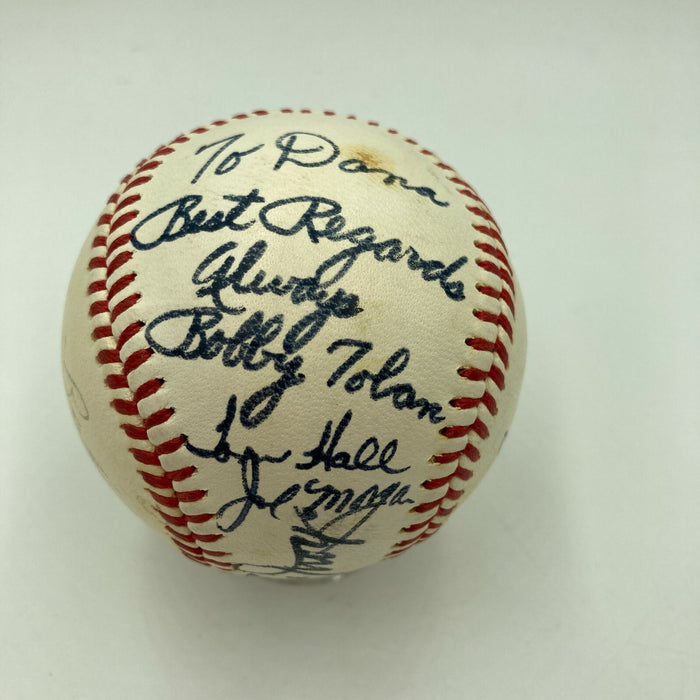 To Dana
Best Regards
Always
Bobby Tolan
Tom Hall
Joe Morgan